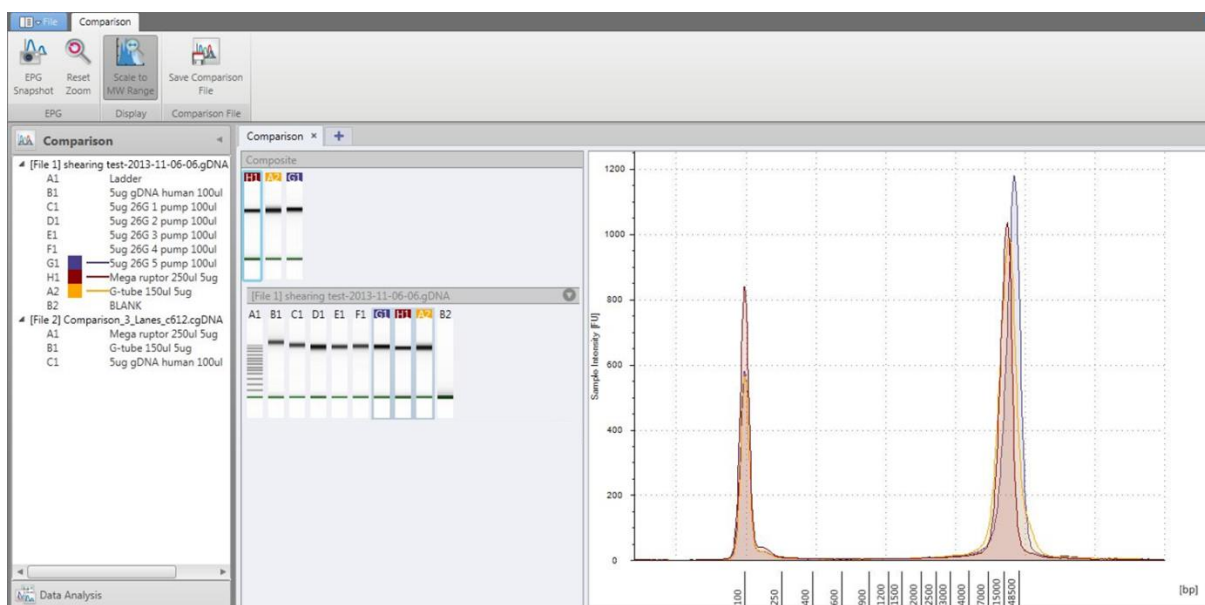 File Comparison
EPG Snapshot
Reset Zoom
Scale to MW Range
Save Comparison File
EPG Display Comparison File
Comparison
[File 1] shearing test-2013-11-06-06.gDNA
A1 Ladder
B1 5ug gDNA human 100ul
C1 5ug 26G 1 pump 100ul
D1 5ug 26G 2 pump 100ul
E1 5ug 26G 3 pump 100ul
F1 5ug 26G 4 pump 100ul
G1 5ug 26G 5 pump 100ul
H1 Mega ruptor 250ul 5ug
A2 G-tube 150ul 5ug
B2 BLANK
[File 2] Comparison_3_Lanes_c612.cgDNA
A1 Mega ruptor 250ul 5ug
B1 G-tube 150ul 5ug
C1 5ug gDNA human 100ul
Data Analysis
Comparison × +
Composite
H1 A2 G1
[File 1] shearing test-2013-11-06-06.gDNA
A1 B1 C1 D1 E1 F1 G1 H1 A2 B2
Sample Intensity [FU]
1200
1000
800
600
400
200
0
100 250 400 600 900 1200 1500 2000 2500 3000 4000 7000 15000 48500
[bp]